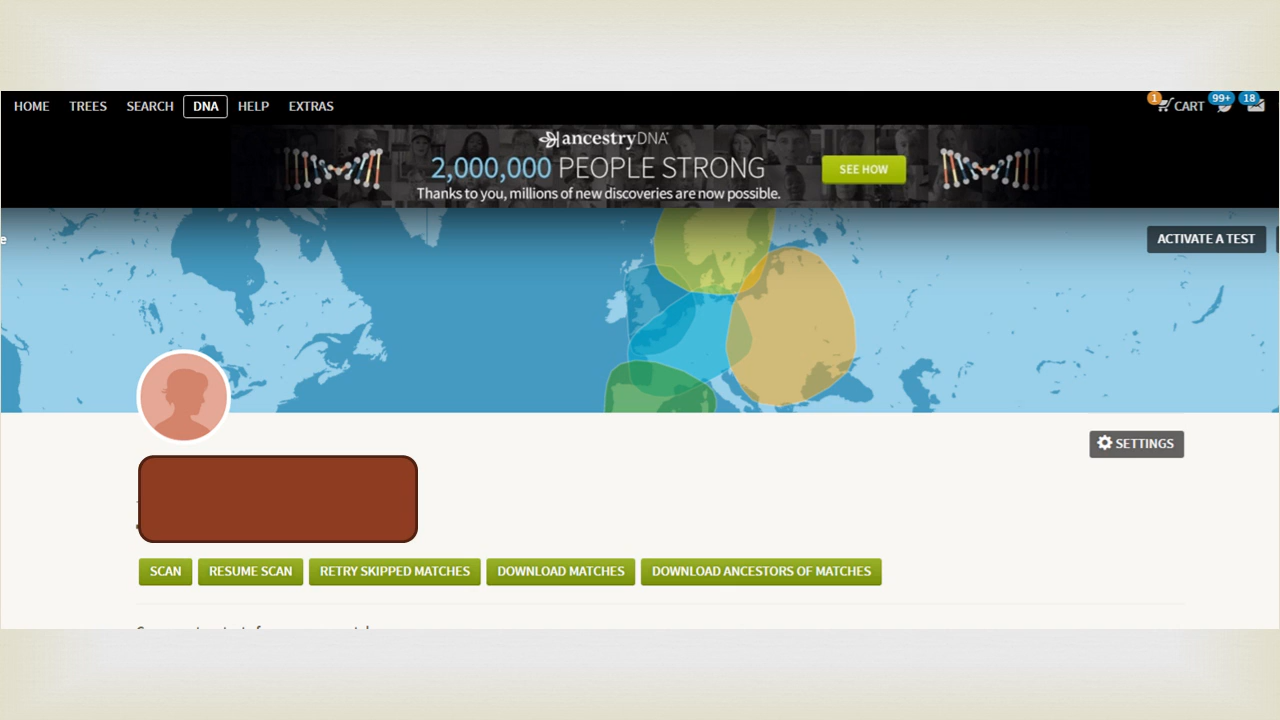 HOME TREES SEARCH DNA HELP EXTRAS 1 CART 99+ 18
ancestryDNA
2,000,000 PEOPLE STRONG
SEE HOW
Thanks to you, millions of new discoveries are now possible.
e
ACTIVATE A TEST
SETTINGS
SCAN RESUME SCAN RETRY SKIPPED MATCHES DOWNLOAD MATCHES DOWNLOAD ANCESTORS OF MATCHES